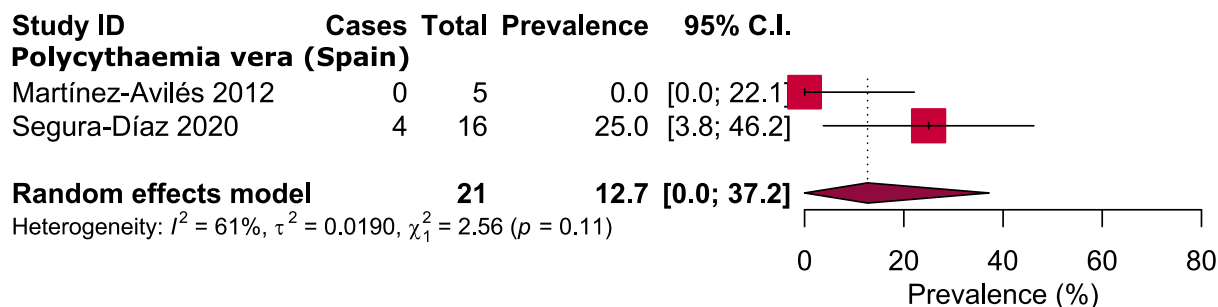 Study ID Cases Total Prevalence 95% C.I.
Polycythaemia vera (Spain)
Martínez-Avilés 2012 0 5 0.0 [0.0; 22.1]
Segura-Díaz 2020 4 16 25.0 [3.8; 46.2]
Random effects model 21 12.7 [0.0; 37.2]
Heterogeneity: I² = 61%, τ² = 0.0190, χ²₁ = 2.56 (p = 0.11)
0 20 40 60 80
Prevalence (%)